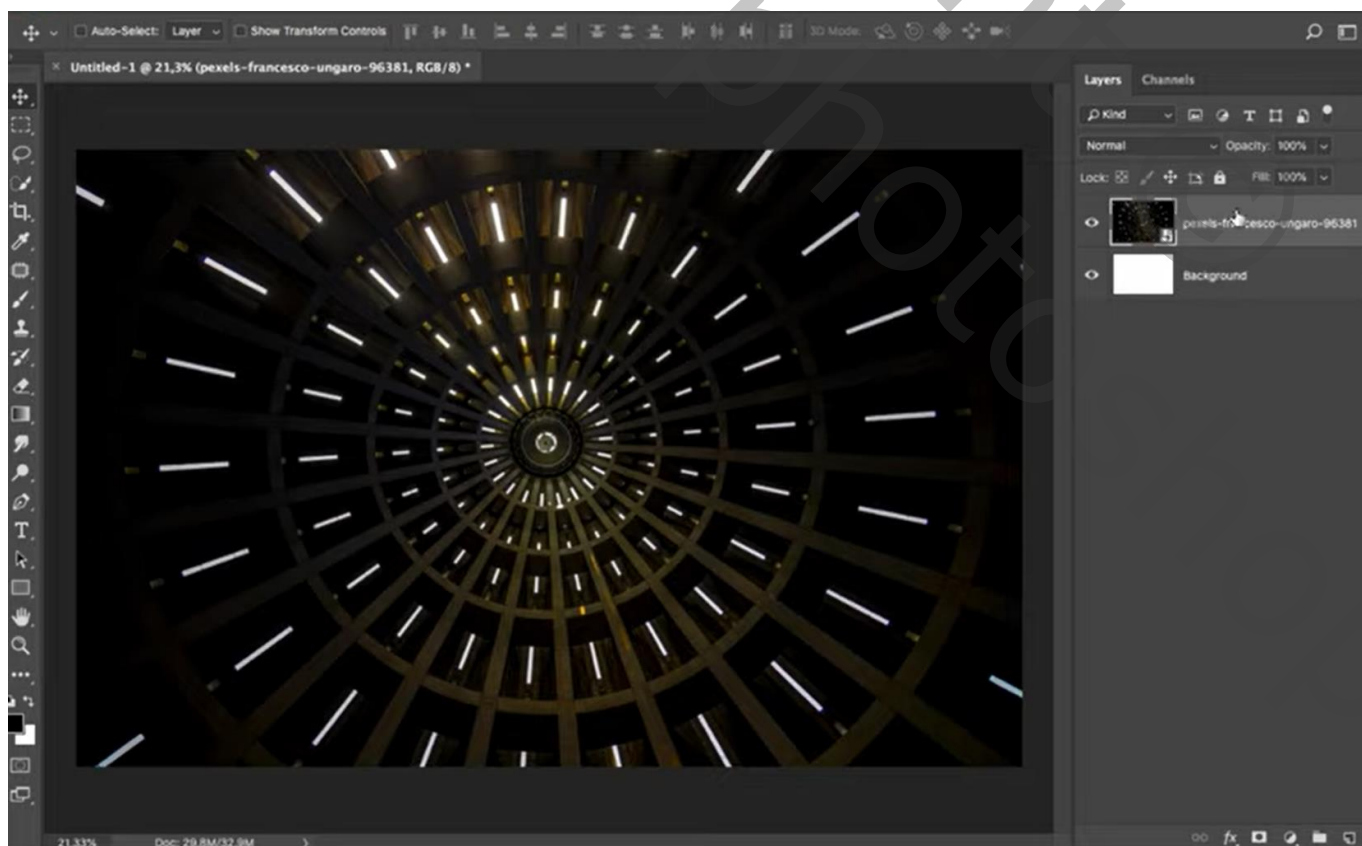 Auto-Select: Layer Show Transform Controls 3D Mode:
× Untitled-1 @ 21,3% (pexels-francesco-ungaro-96381, RGB/8) *
Layers Channels
Kind
Normal Opacity: 100%
Lock: Fill: 100%
pexels-francesco-ungaro-96381
Background
21.33% Doc: 29.8M/32.9M
fx
photo